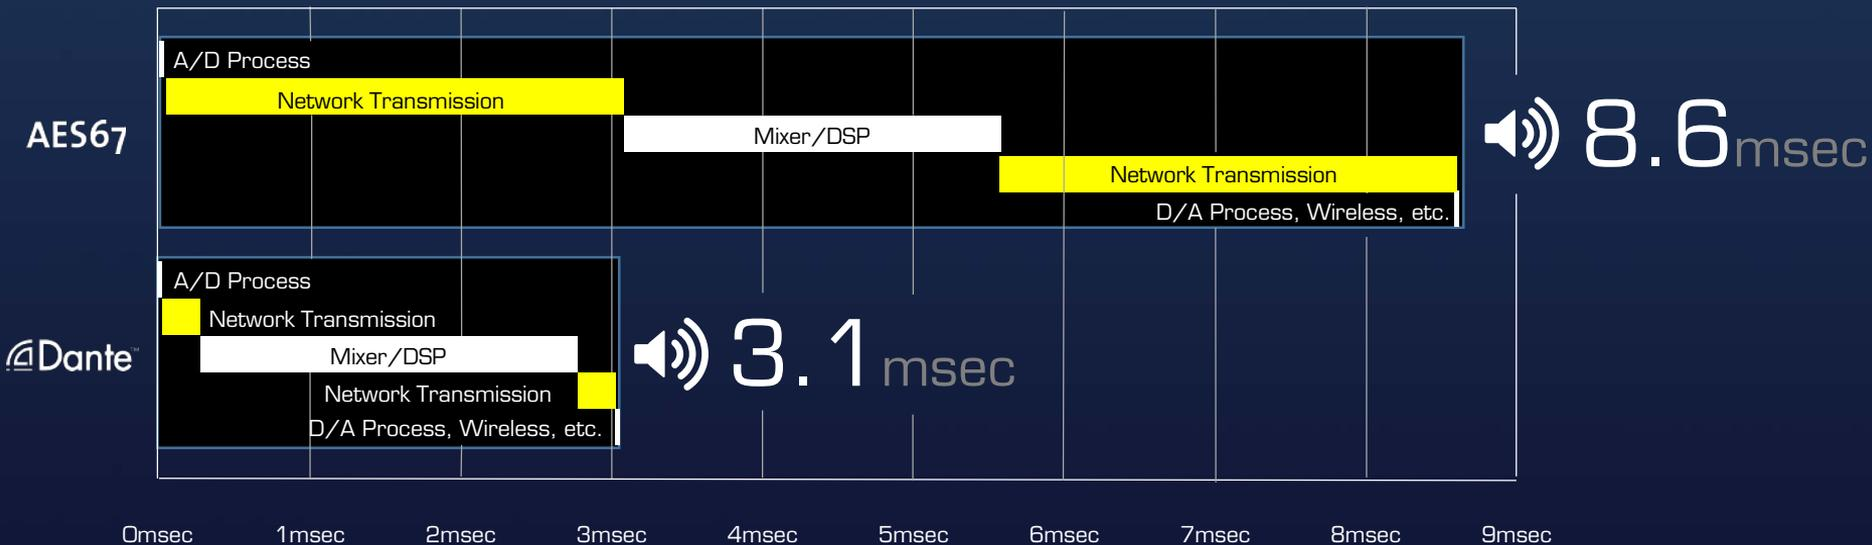 A/D Process
Network Transmission
AES67
Mixer/DSP
8.6msec
Network Transmission
D/A Process, Wireless, etc.
A/D Process
Network Transmission
Dante™
Mixer/DSP
3.1msec
Network Transmission
D/A Process, Wireless, etc.
0msec 1msec 2msec 3msec 4msec 5msec 6msec 7msec 8msec 9msec